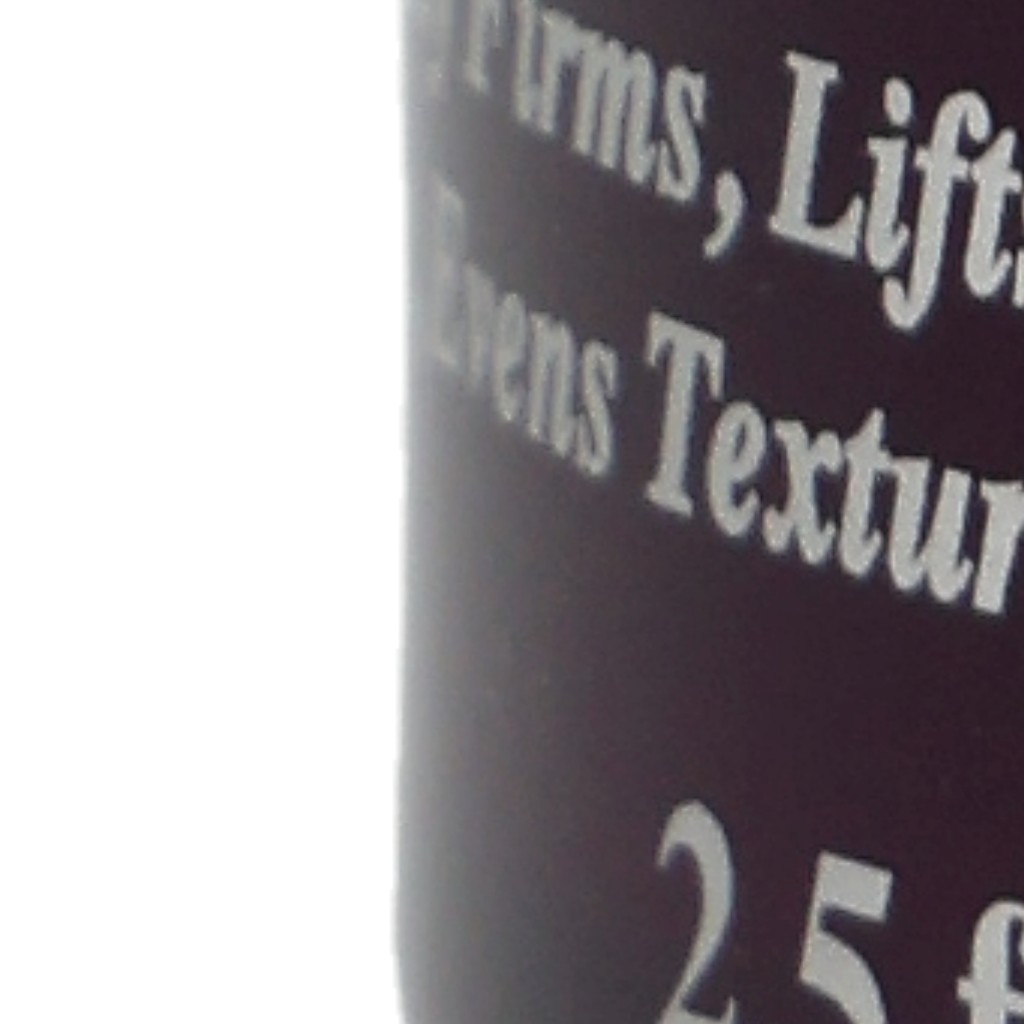 Firms, Lift
Evens Textur
2.5 f